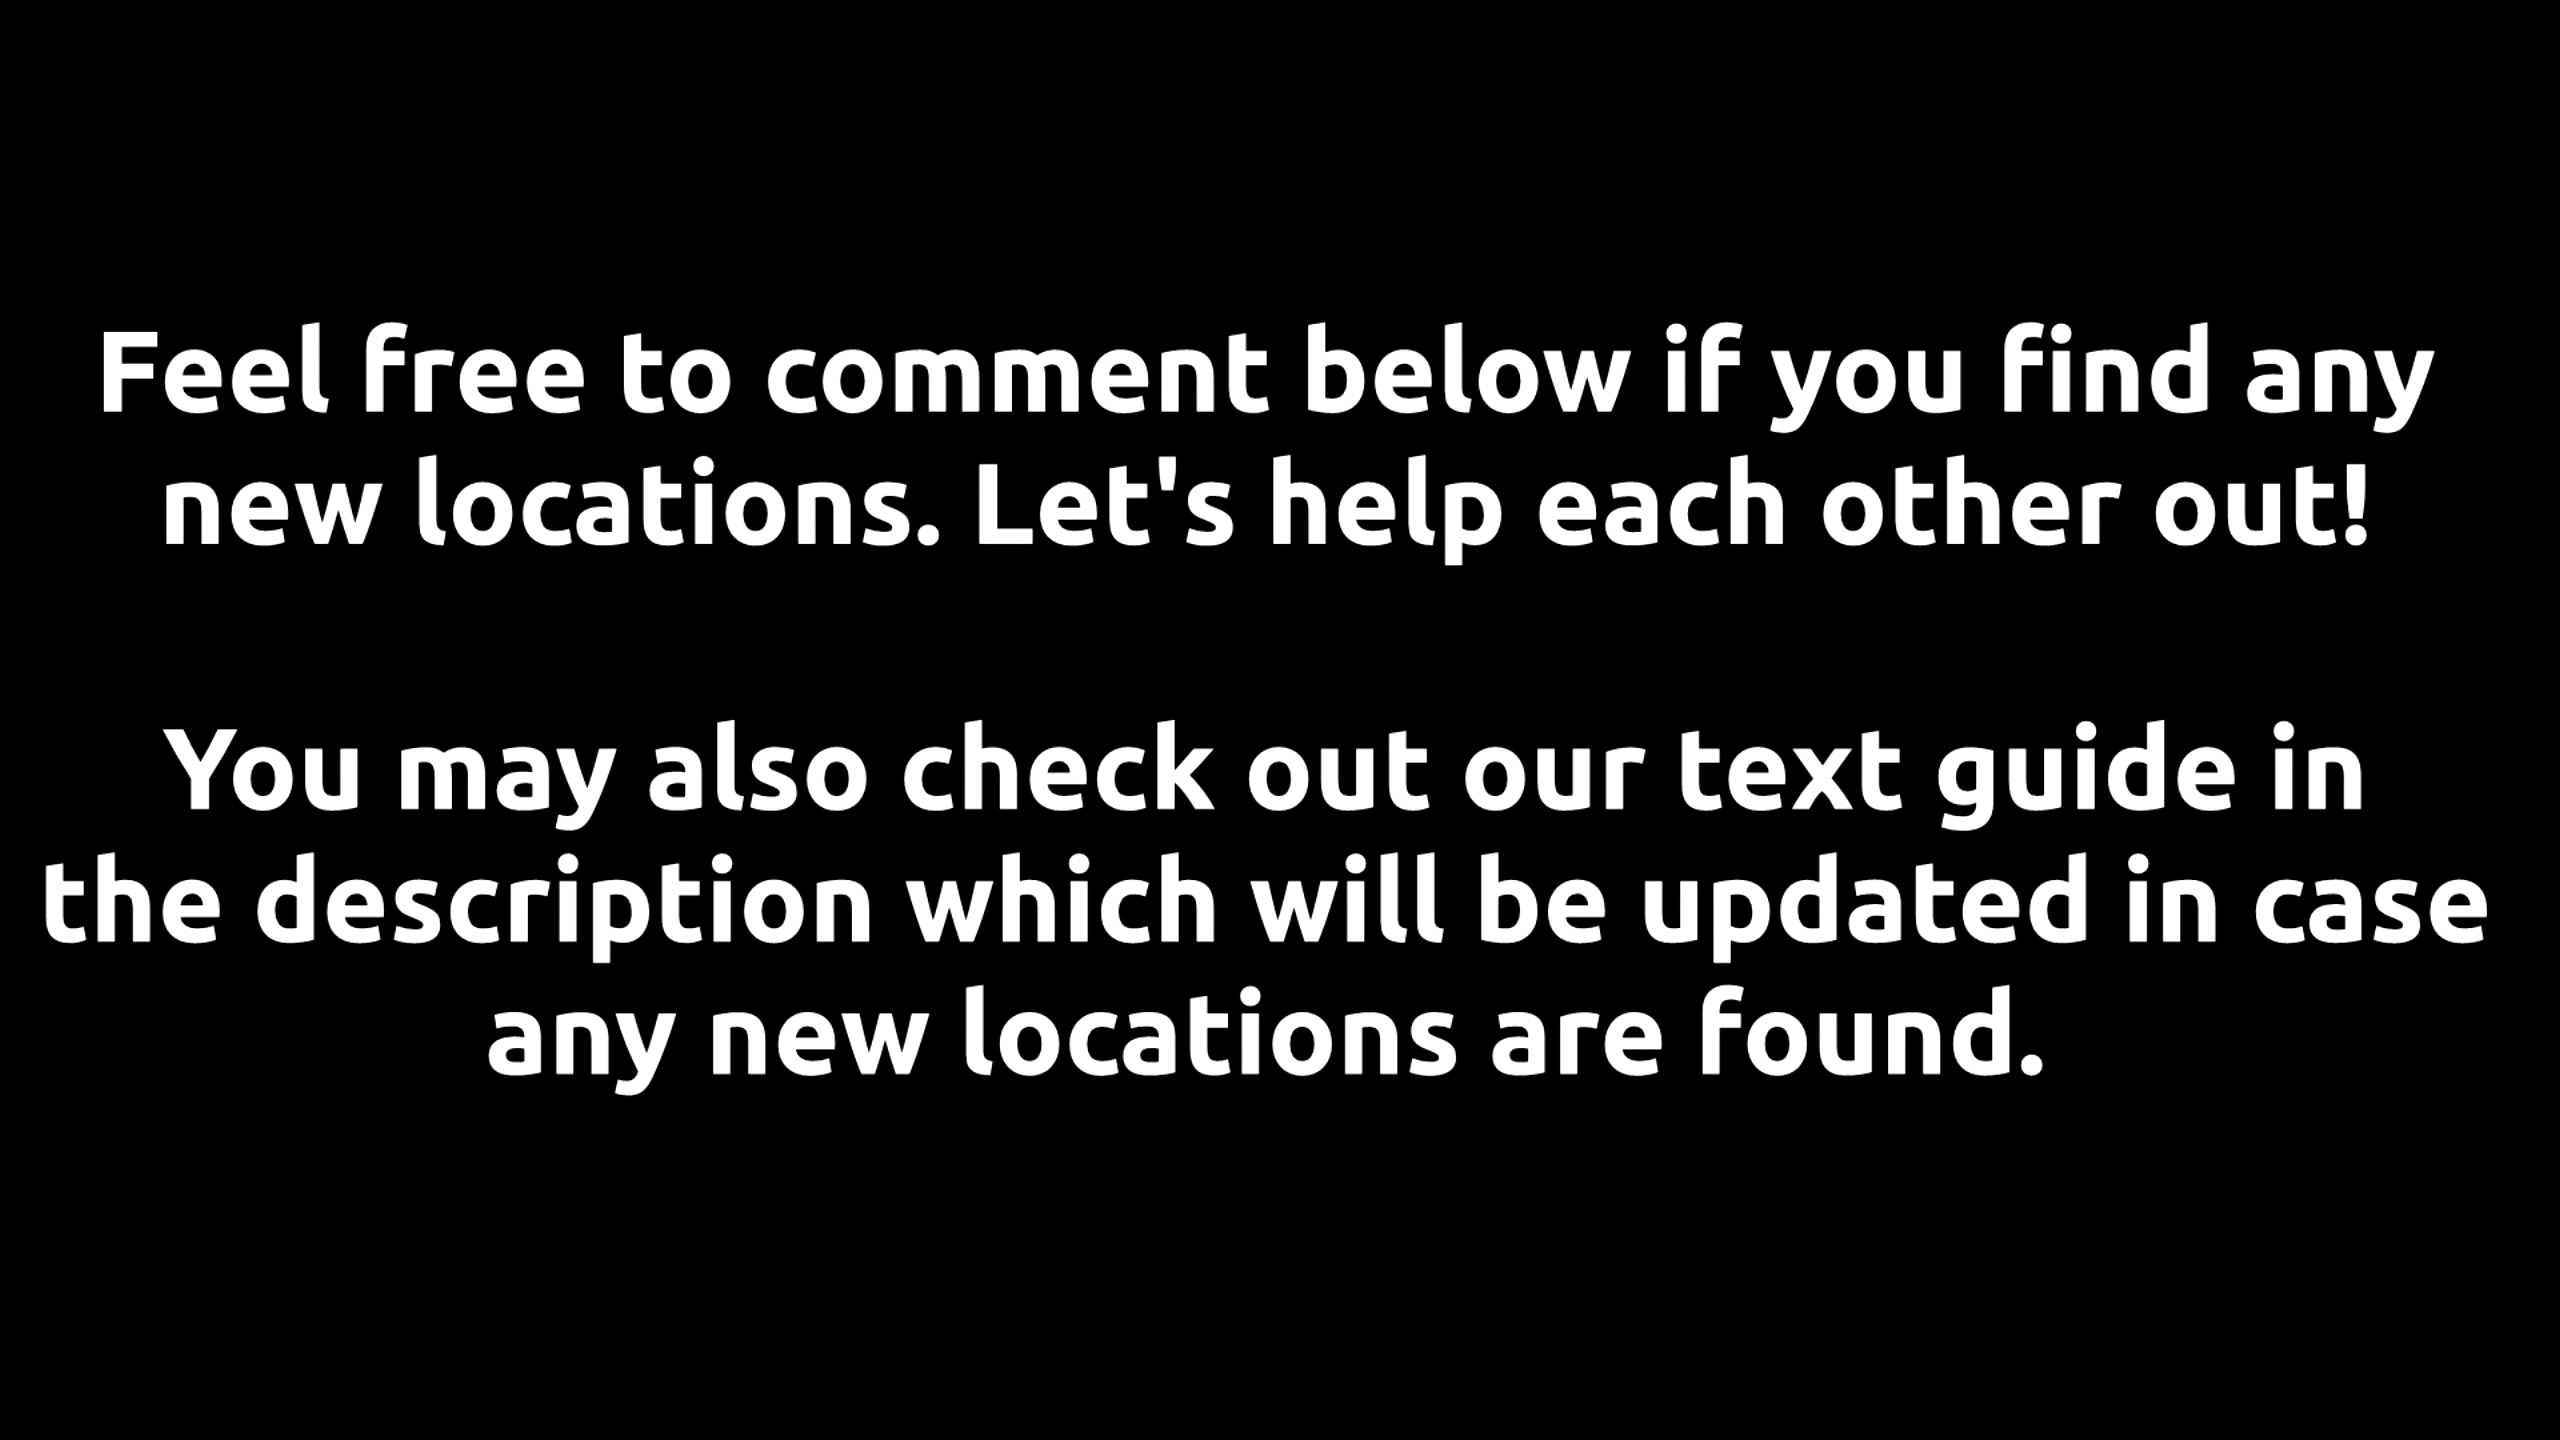 Feel free to comment below if you find any
new locations. Let's help each other out!
You may also check out our text guide in
the description which will be updated in case
any new locations are found.